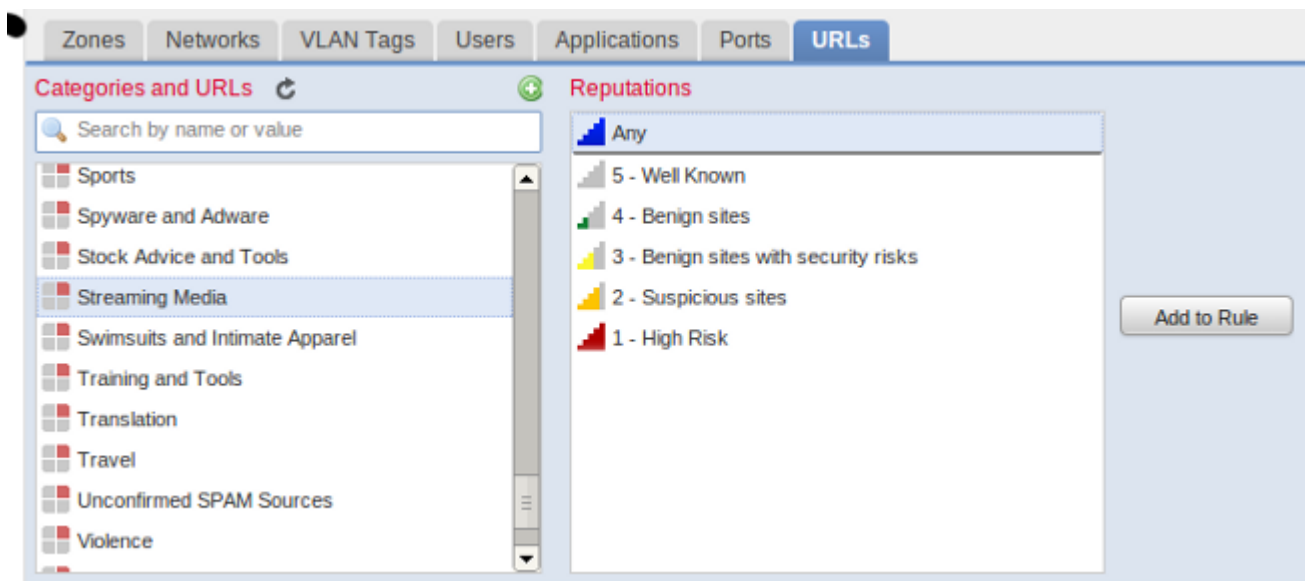 Zones Networks VLAN Tags Users Applications Ports URLs
Categories and URLs
Search by name or value
Sports
Spyware and Adware
Stock Advice and Tools
Streaming Media
Swimsuits and Intimate Apparel
Training and Tools
Translation
Travel
Unconfirmed SPAM Sources
Violence
Reputations
Any
5 - Well Known
4 - Benign sites
3 - Benign sites with security risks
2 - Suspicious sites
1 - High Risk
Add to Rule